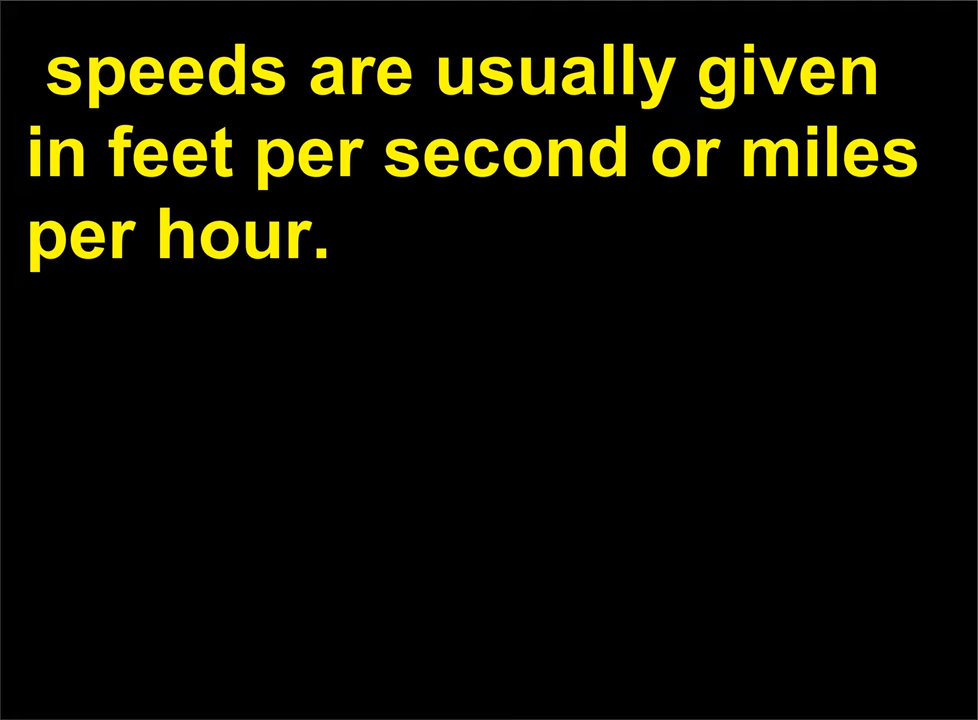 speeds are usually given
in feet per second or miles
per hour.